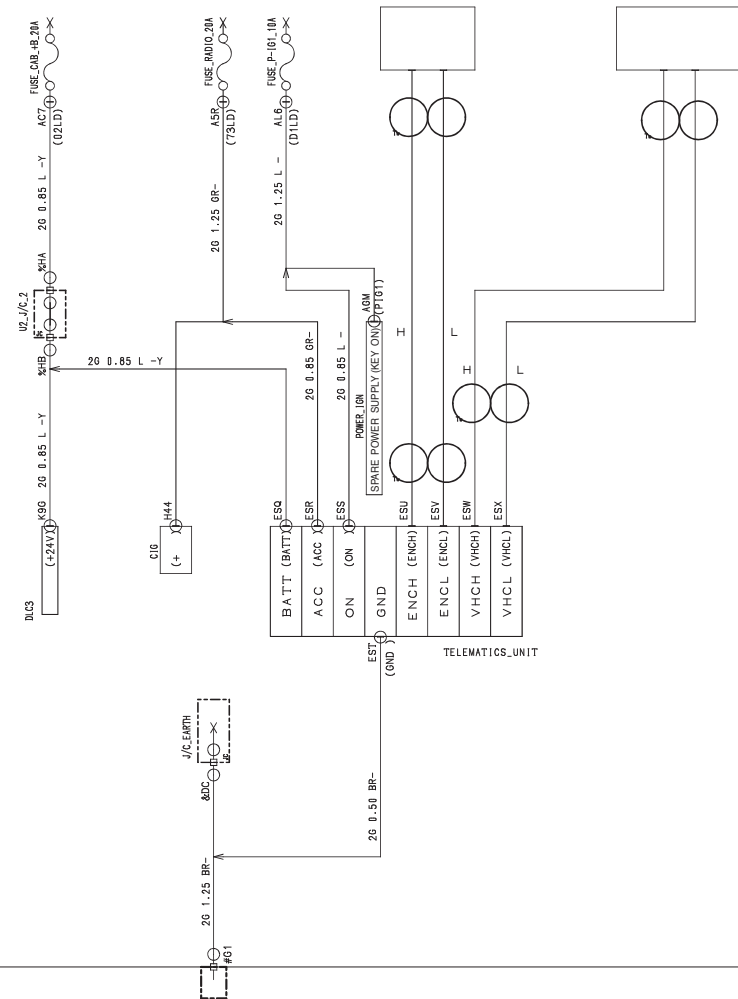 FUSE_CAB_+B_20A
AC7
(02LD)
2G 0.85 L -Y
%HA
U2_J/C_2
JC
%HB
2G 0.85 L -Y
K9G
(+24V)
DLC3
2G 0.85 L -Y
FUSE_RADIO_20A
A5R
(73LD)
2G 1.25 GR-
H44
CIG
(+
FUSE_P-IG1_10A
AL6
(D1LD)
2G 1.25 L -
AGM
(PIG1)
POWER_IGN
SPARE POWER SUPPLY (KEY ON)
2G 0.85 GR-
2G 0.85 L -
H
L
H
L
ESQ
ESR
ESS
ESU
ESV
ESW
ESX
BATT (BATT)
ACC (ACC )
ON (ON )
GND
ENCH (ENCH)
ENCL (ENCL)
VHCH (VHCH)
VHCL (VHCL)
EST
(GND )
TELEMATICS_UNIT
J/C_EARTH
JC
&DC
2G 0.50 BR-
2G 1.25 BR-
#G1